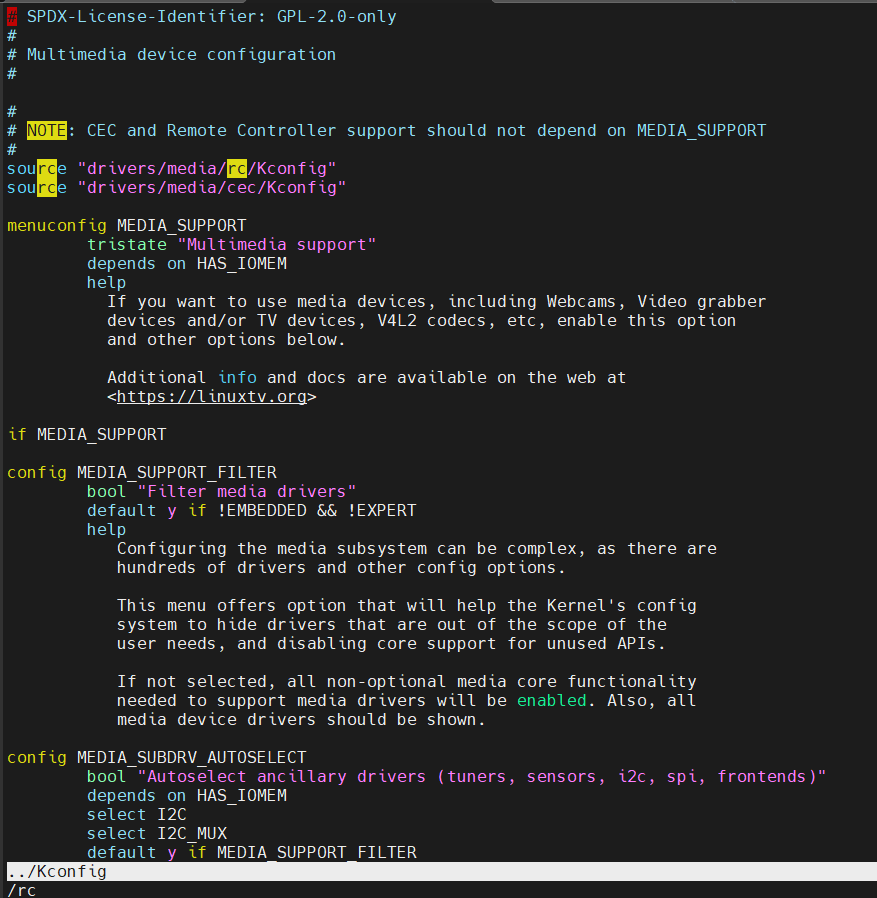 # SPDX-License-Identifier: GPL-2.0-only
#
# Multimedia device configuration
#
#
# NOTE: CEC and Remote Controller support should not depend on MEDIA_SUPPORT
#
source "drivers/media/rc/Kconfig"
source "drivers/media/cec/Kconfig"
menuconfig MEDIA_SUPPORT
tristate "Multimedia support"
depends on HAS_IOMEM
help
If you want to use media devices, including Webcams, Video grabber
devices and/or TV devices, V4L2 codecs, etc, enable this option
and other options below.
Additional info and docs are available on the web at
<https://linuxtv.org>
if MEDIA_SUPPORT
config MEDIA_SUPPORT_FILTER
bool "Filter media drivers"
default y if !EMBEDDED && !EXPERT
help
Configuring the media subsystem can be complex, as there are
hundreds of drivers and other config options.
This menu offers option that will help the Kernel's config
system to hide drivers that are out of the scope of the
user needs, and disabling core support for unused APIs.
If not selected, all non-optional media core functionality
needed to support media drivers will be enabled. Also, all
media device drivers should be shown.
config MEDIA_SUBDRV_AUTOSELECT
bool "Autoselect ancillary drivers (tuners, sensors, i2c, spi, frontends)"
depends on HAS_IOMEM
select I2C
select I2C_MUX
default y if MEDIA_SUPPORT_FILTER
../Kconfig
/rc